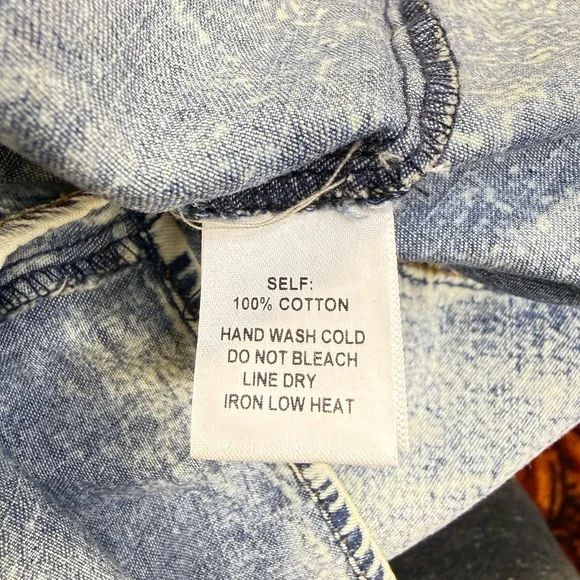 SELF:
100% COTTON
HAND WASH COLD
DO NOT BLEACH
LINE DRY
IRON LOW HEAT